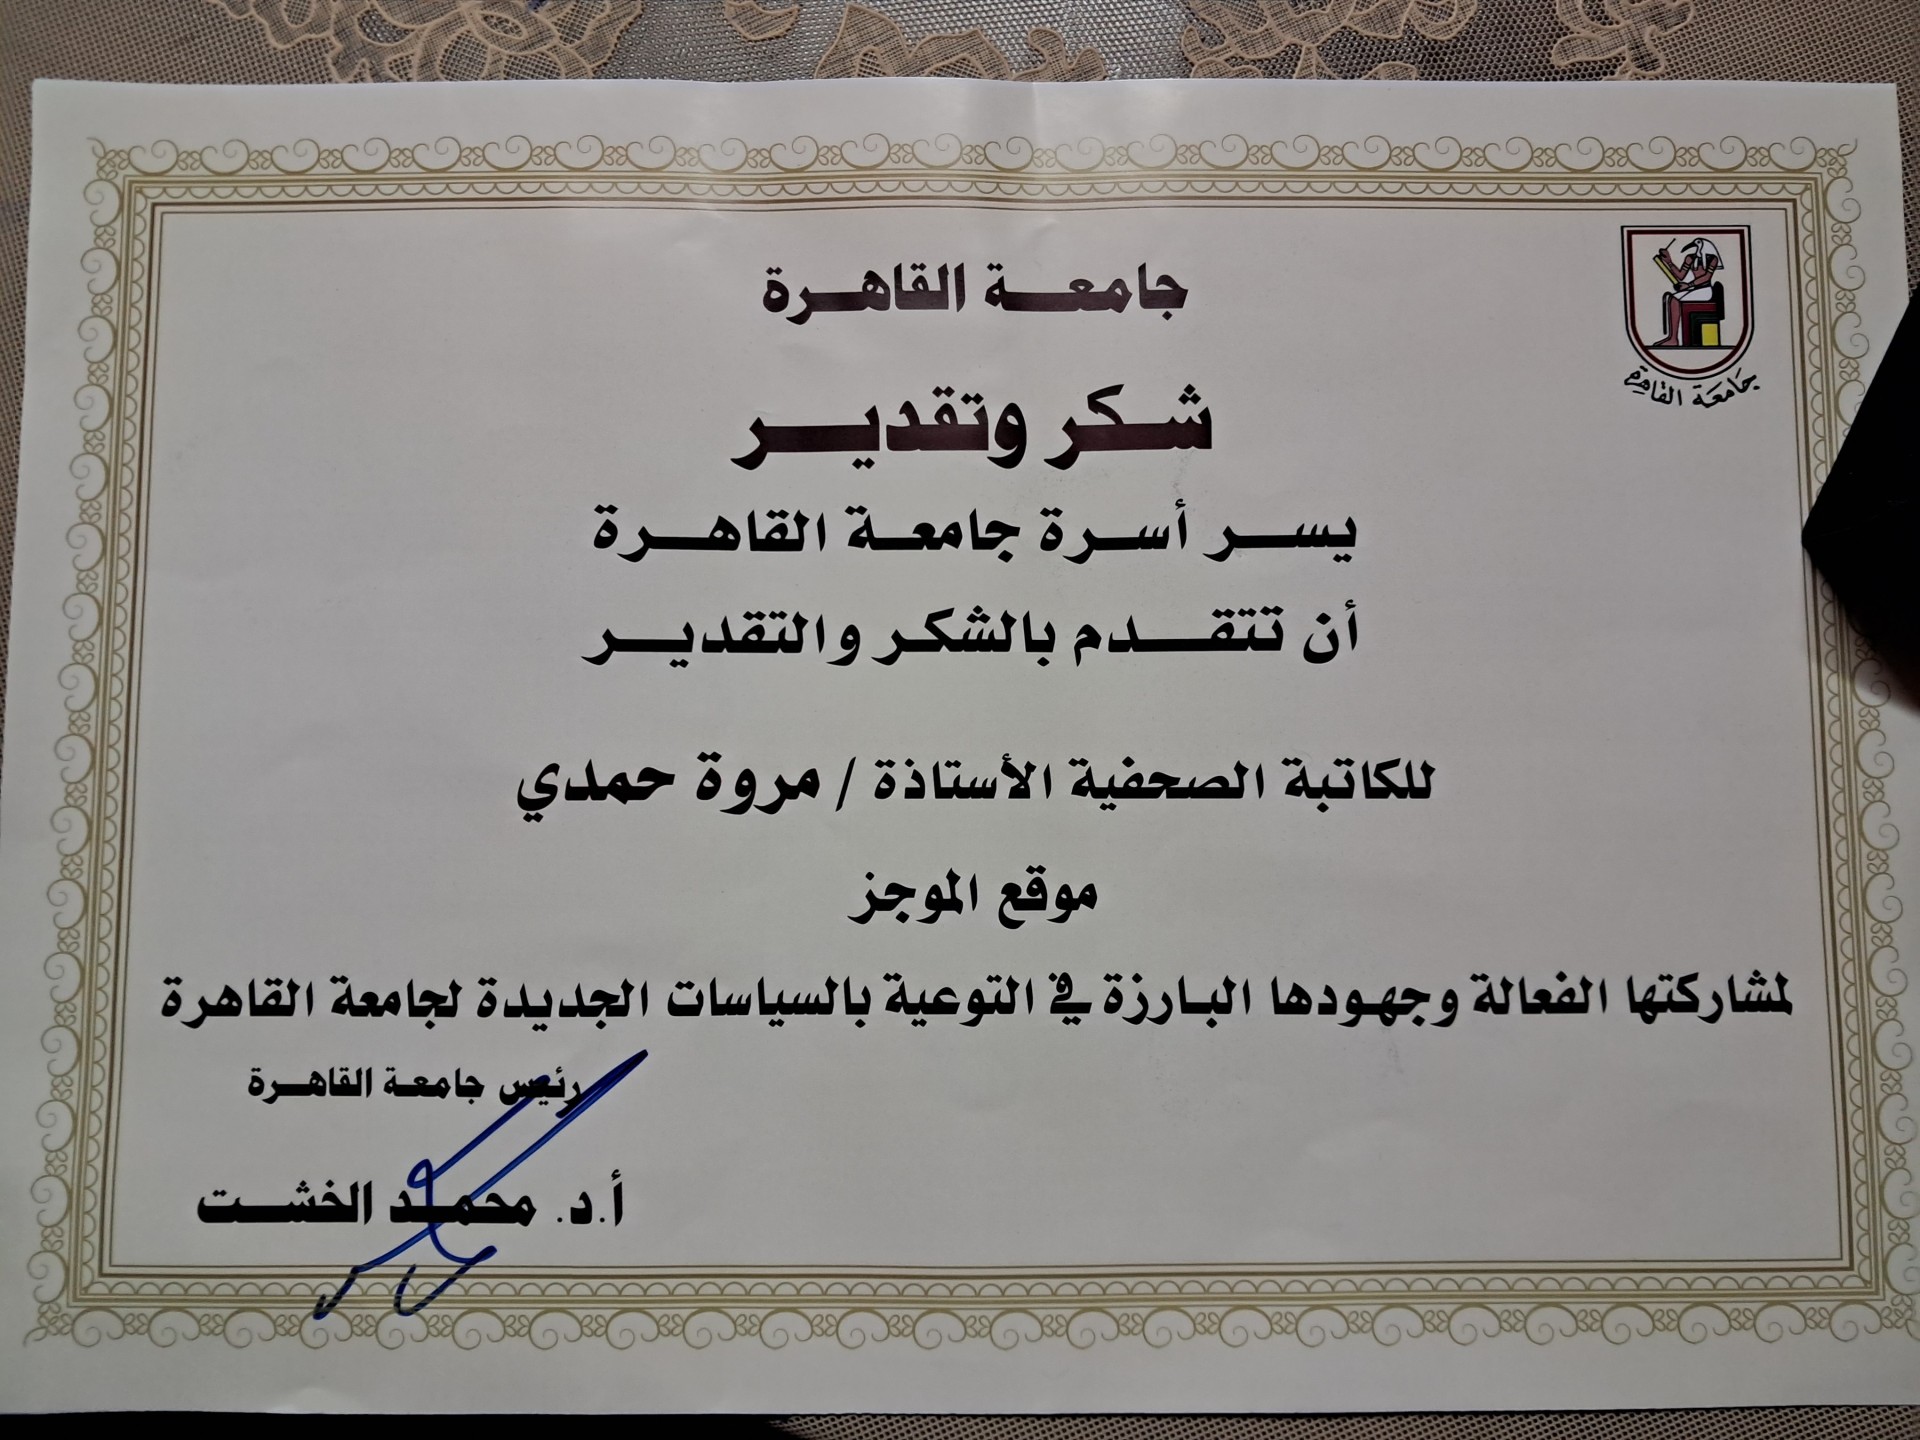 جامعة القاهرة
جامعة القاهرة
شكر وتقدير
يسر أسرة جامعة القاهرة
أن تتقدم بالشكر والتقدير
للكاتبة الصحفية الأستاذة / مروة حمدي
موقع الموجز
لمشاركتها الفعالة وجهودها البارزة في التوعية بالسياسات الجديدة لجامعة القاهرة
رئيس جامعة القاهرة
أ.د. محمد الخشت